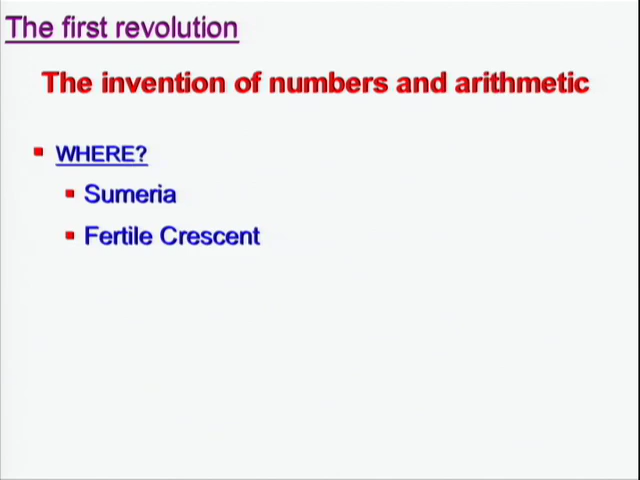 The first revolution
The invention of numbers and arithmetic
WHERE?
Sumeria
Fertile Crescent